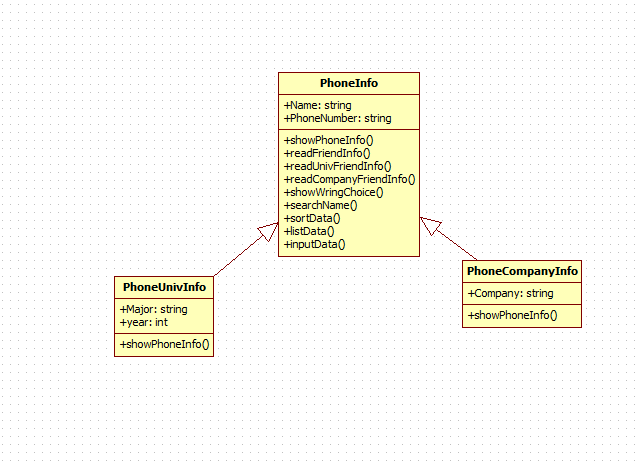 PhoneInfo
+Name: string
+PhoneNumber: string
+showPhoneInfo()
+readFriendInfo()
+readUnivFriendInfo()
+readCompanyFriendInfo()
+showWringChoice()
+searchName()
+sortData()
+listData()
+inputData()
PhoneUnivInfo
+Major: string
+year: int
+showPhoneInfo()
PhoneCompanyInfo
+Company: string
+showPhoneInfo()